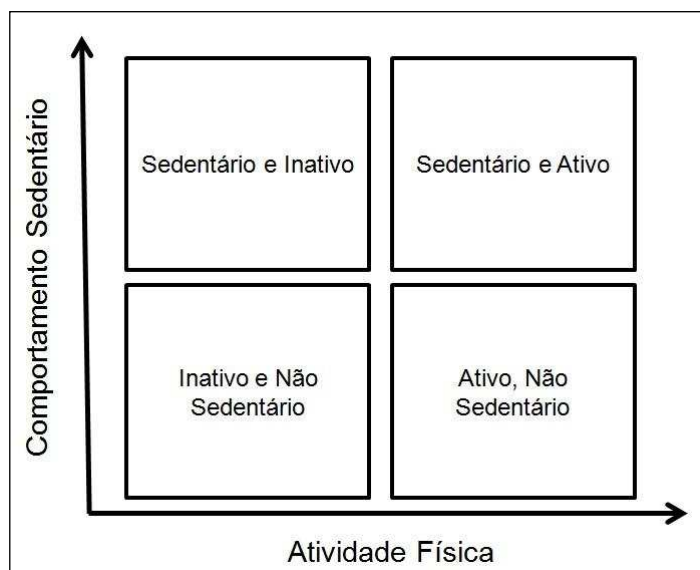 Comportamento Sedentário
Sedentário e Inativo
Sedentário e Ativo
Inativo e Não
Sedentário
Ativo, Não
Sedentário
Atividade Física